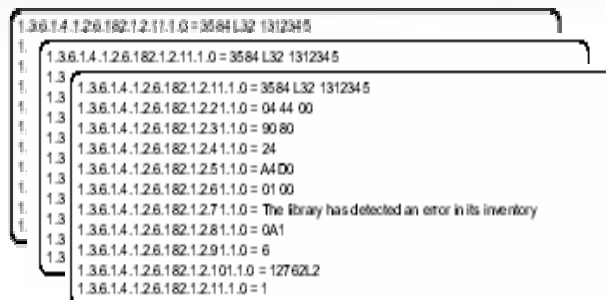 1.3.6.1.4.1.2.6.182.1.2.11.1.0 = 3584 L32 1312345
1.
1.3.6.1.4.1.2.6.182.1.2.11.1.0 = 3584 L32 1312345
1.3
1.3.6.1.4.1.2.6.182.1.2.11.1.0 = 3584 L32 1312345
1.3.6.1.4.1.2.6.182.1.2.21.1.0 = 04 44 00
1.3.6.1.4.1.2.6.182.1.2.31.1.0 = 90 80
1.3.6.1.4.1.2.6.182.1.2.41.1.0 = 24
1.3.6.1.4.1.2.6.182.1.2.51.1.0 = A4 D0
1.3.6.1.4.1.2.6.182.1.2.61.1.0 = 01 00
1.3.6.1.4.1.2.6.182.1.2.71.1.0 = The library has detected an error in its inventory
1.3.6.1.4.1.2.6.182.1.2.81.1.0 = 0A1
1.3.6.1.4.1.2.6.182.1.2.91.1.0 = 6
1.3.6.1.4.1.2.6.182.1.2.101.1.0 = 12762L2
1.3.6.1.4.1.2.6.182.1.2.11.1.0 = 1